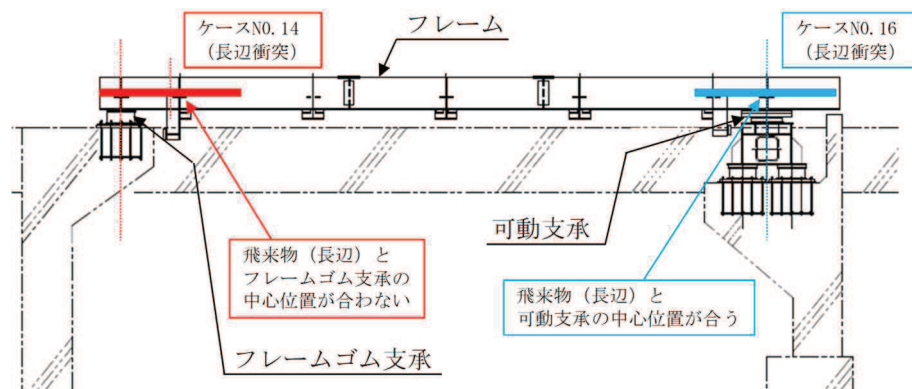 ケースNO.14
（長辺衝突）
フレーム
ケースNO.16
（長辺衝突）
可動支承
飛来物（長辺）と
フレームゴム支承の
中心位置が合わない
飛来物（長辺）と
可動支承の中心位置が合う
フレームゴム支承